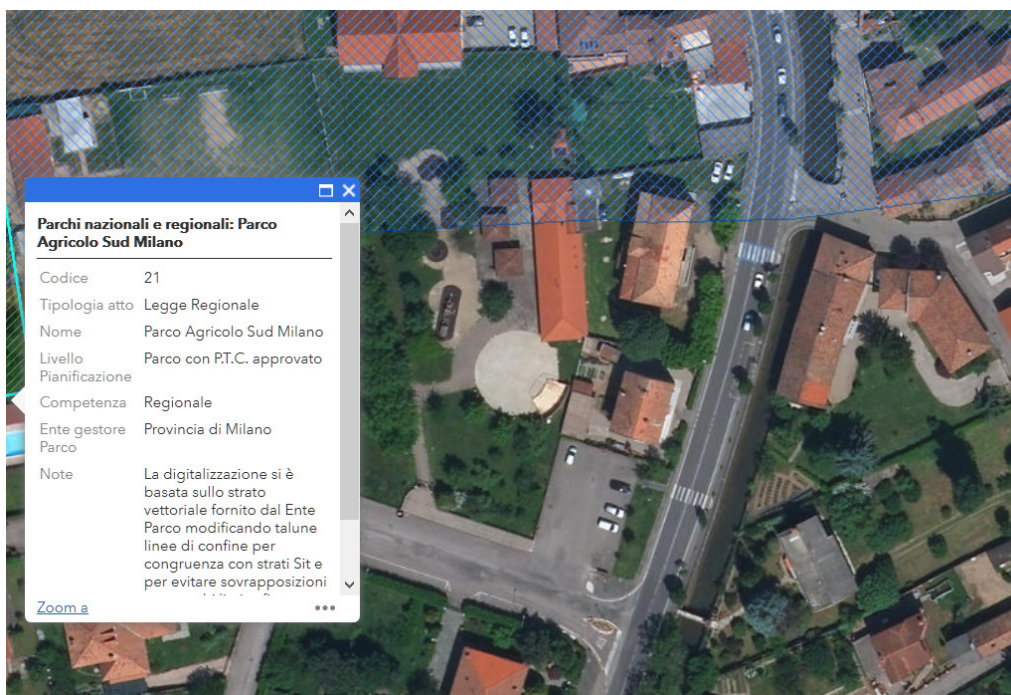 Parchi nazionali e regionali: Parco
Agricolo Sud Milano
Codice 21
Tipologia atto Legge Regionale
Nome Parco Agricolo Sud Milano
Livello Parco con P.T.C. approvato
Pianificazione
Competenza Regionale
Ente gestore Provincia di Milano
Parco
Note La digitalizzazione si è
basata sullo strato
vettoriale fornito dal Ente
Parco modificando talune
linee di confine per
congruenza con strati Sit e
per evitare sovrapposizioni
Zoom a